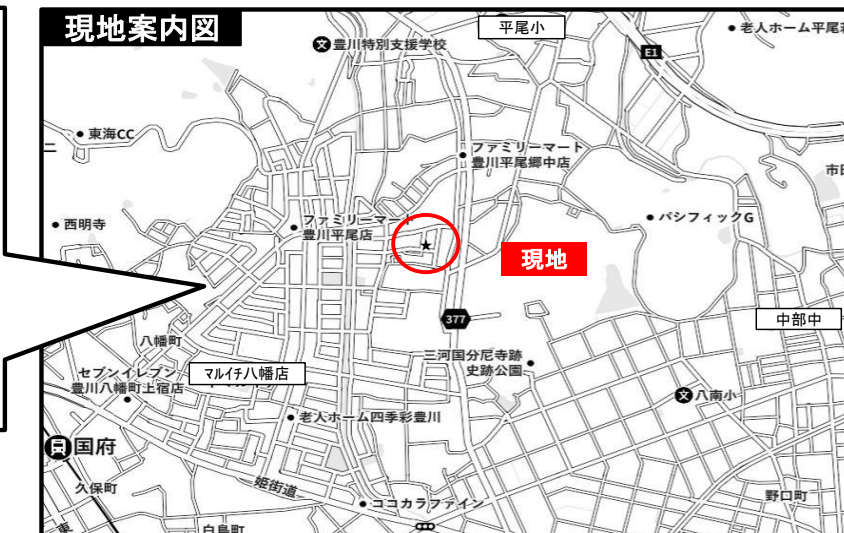 現地案内図
平尾小
老人ホーム平尾
豊川特別支援学校
E1
東海CC
ファミリーマート
豊川平尾郷中店
市田
西明寺
ファミリーマート
豊川平尾店
パシフィックG
現地
377
中部中
八幡町
三河国分尼寺跡
史跡公園
セブンイレブン
豊川八幡町上宿店
マルイチ八幡店
文
八南小
老人ホーム四季彩豊川
国府
久保町
姫街道
ココカラファイン
野口町
白鳥町
東